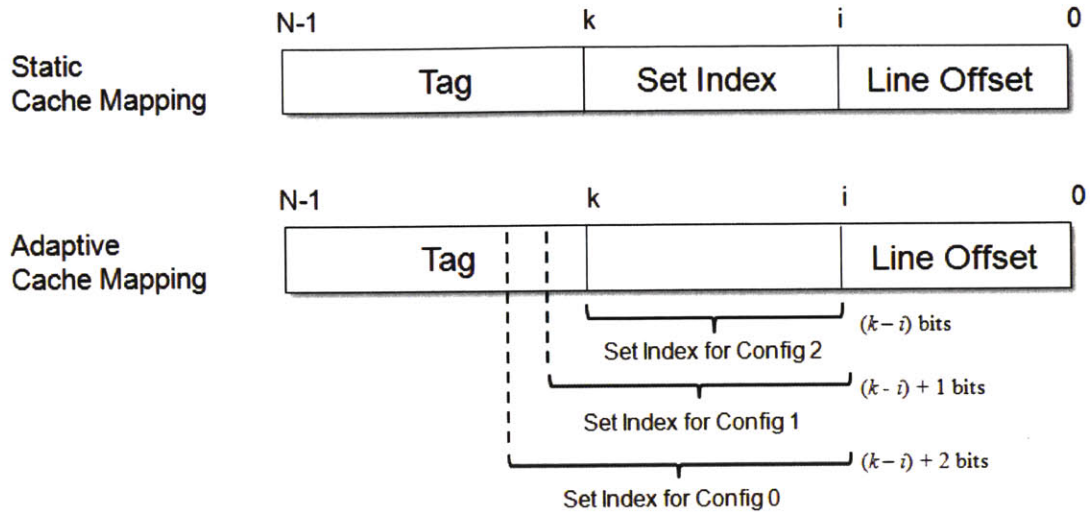 N-1 k i 0
Static
Cache Mapping
Tag Set Index Line Offset
N-1 k i 0
Adaptive
Cache Mapping
Tag Line Offset
(k – i) bits
Set Index for Config 2
(k - i) + 1 bits
Set Index for Config 1
(k – i) + 2 bits
Set Index for Config 0